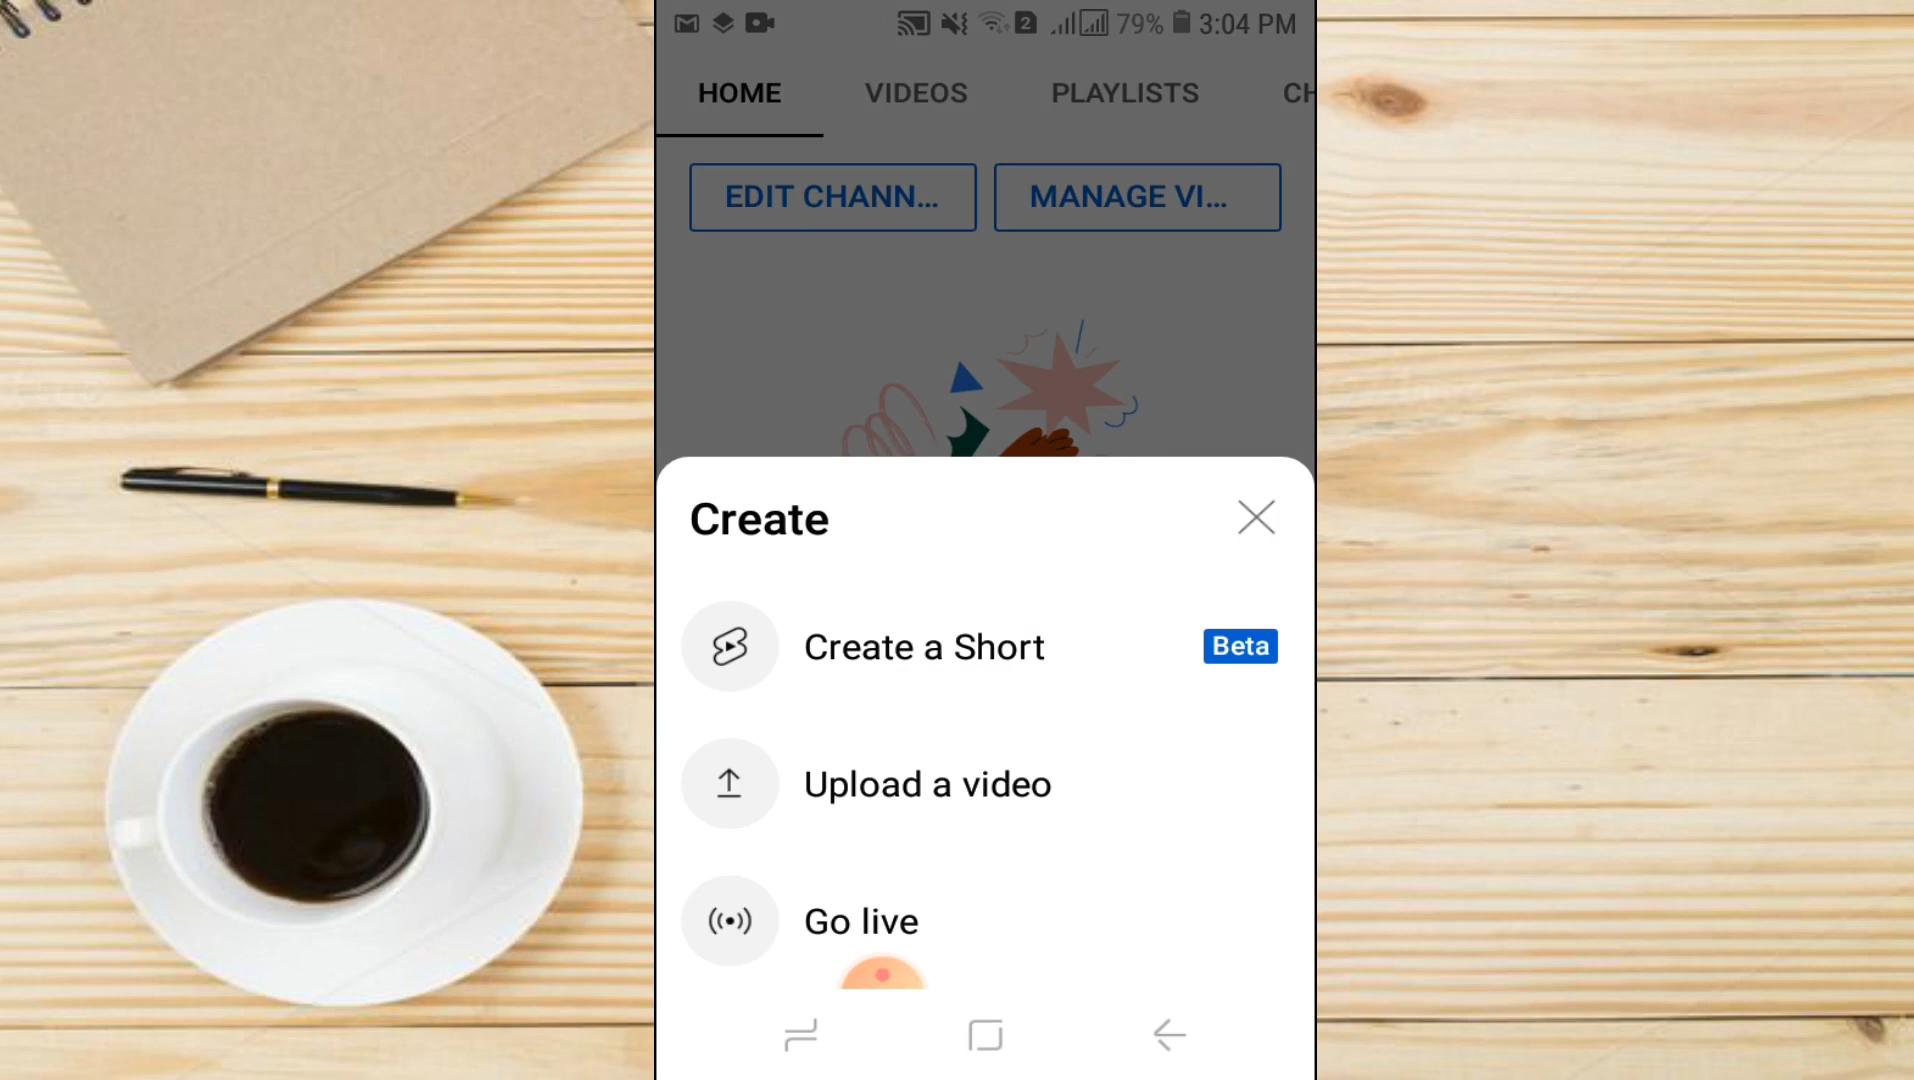 2 79% 3:04 PM
HOME VIDEOS PLAYLISTS CH
EDIT CHANN... MANAGE VI...
Create
Create a Short Beta
Upload a video
Go live